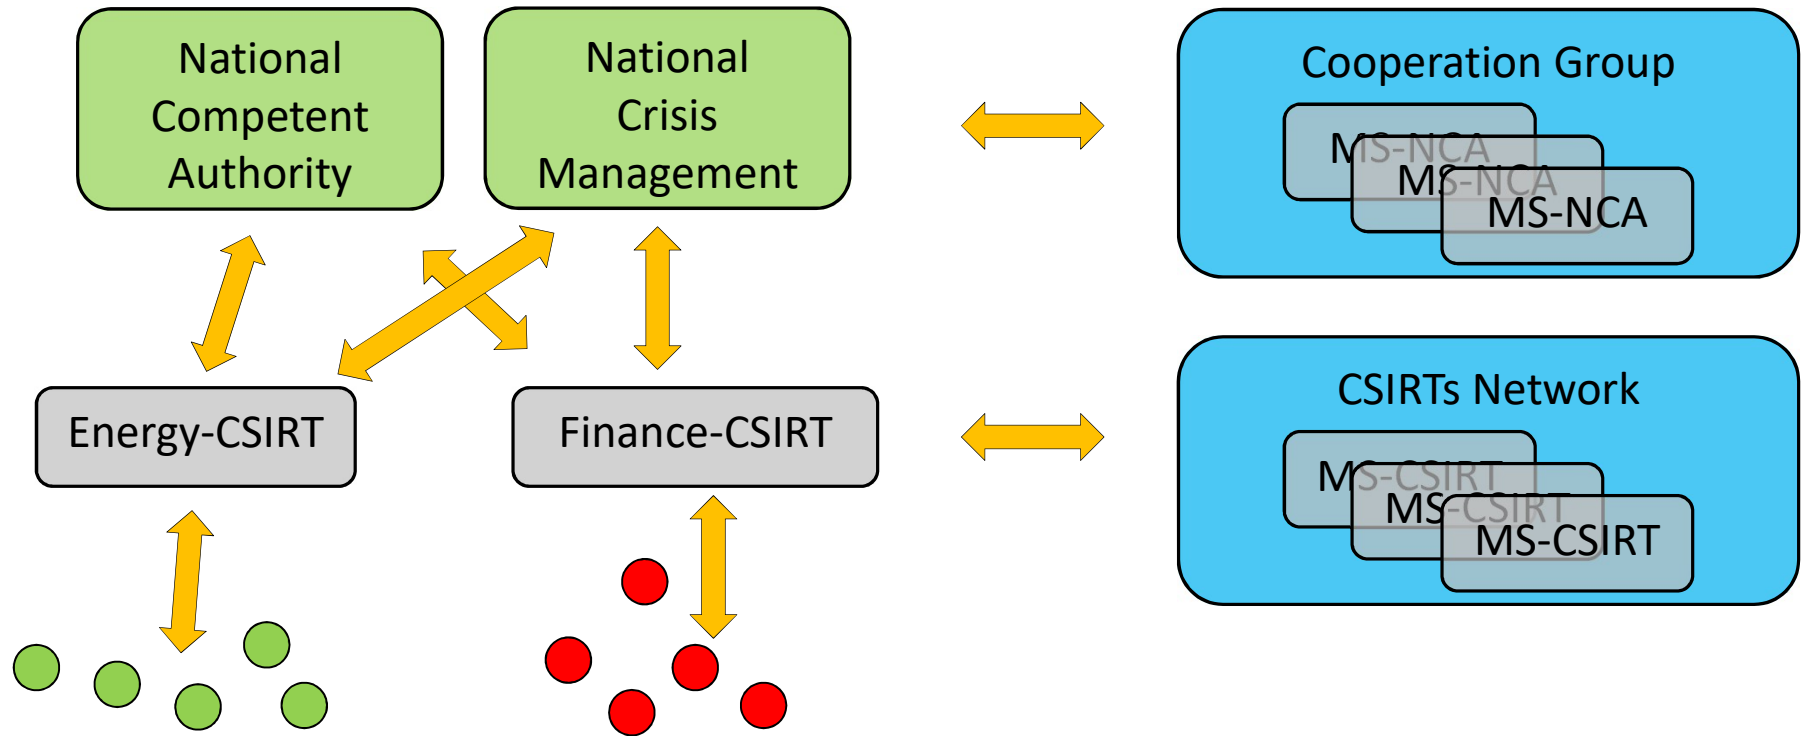 National
Competent
Authority
National
Crisis
Management
Cooperation Group
MS-NCA
MS-NCA
MS-NCA
Energy-CSIRT
Finance-CSIRT
CSIRTs Network
MS-CSIRT
MS-CSIRT
MS-CSIRT